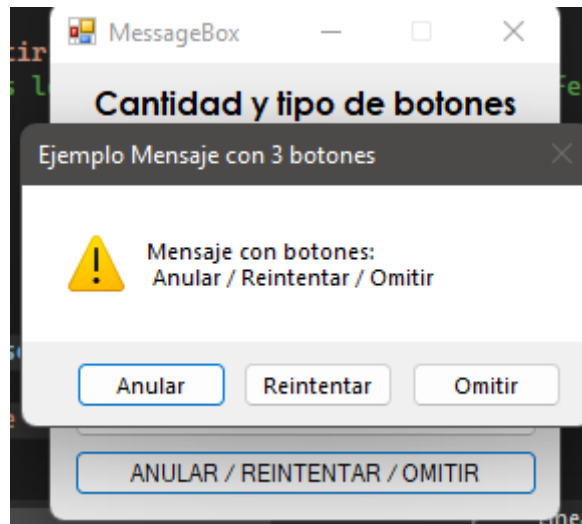 MessageBox
Cantidad y tipo de botones
Ejemplo Mensaje con 3 botones
Mensaje con botones:
Anular / Reintentar / Omitir
Anular
Reintentar
Omitir
ANULAR / REINTENTAR / OMITIR